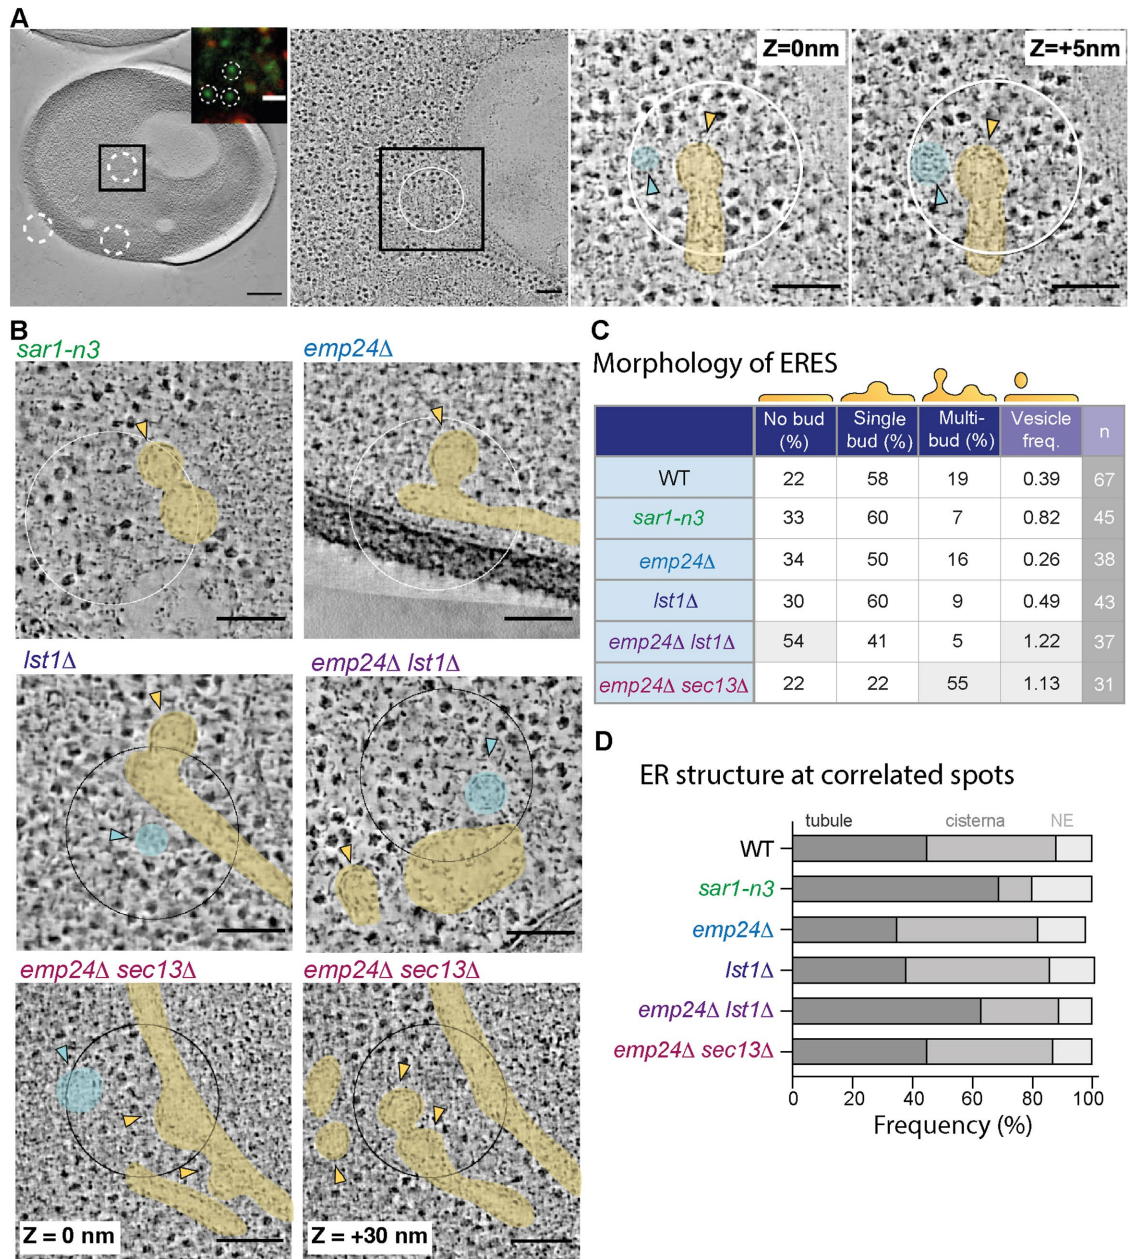 A
Z=0nm
Z=+5nm
B
sar1-n3
emp24Δ
lst1Δ
emp24Δ lst1Δ
emp24Δ sec13Δ
emp24Δ sec13Δ
Z = 0 nm
Z = +30 nm
C
Morphology of ERES
No bud (%)
Single bud (%)
Multi-bud (%)
Vesicle freq.
n
WT 22 58 19 0.39 67
sar1-n3 33 60 7 0.82 45
emp24Δ 34 50 16 0.26 38
lst1Δ 30 60 9 0.49 43
emp24Δ lst1Δ 54 41 5 1.22 37
emp24Δ sec13Δ 22 22 55 1.13 31
D
ER structure at correlated spots
tubule cisterna NE
WT
sar1-n3
emp24Δ
lst1Δ
emp24Δ lst1Δ
emp24Δ sec13Δ
0 20 40 60 80 100
Frequency (%)